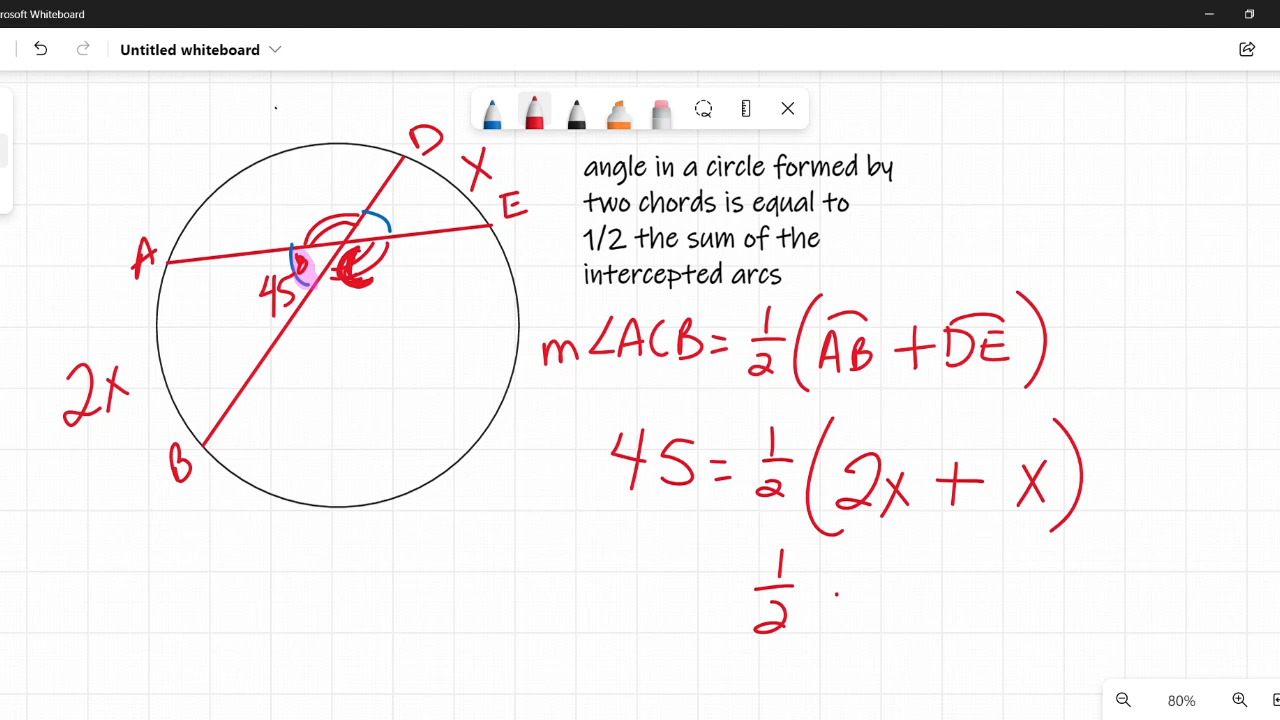 rosoft Whiteboard
Untitled whiteboard
D
X
E
A
45°
2x
B
angle in a circle formed by
two chords is equal to
1/2 the sum of the
intercepted arcs
m∠ACB = 1/2 (AB + DE)
45 = 1/2 (2x + x)
1/2 .
80%